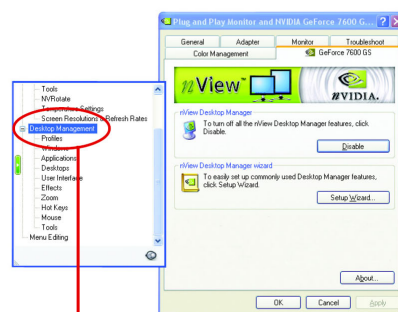 Plug and Play Monitor and NVIDIA GeForce 7600 G...
General Adapter Monitor Troubleshoot
Color Management GeForce 7600 GS
nView™ NVIDIA.
nView Desktop Manager
To turn off all the nView Desktop Manager features, click
Disable.
Disable
nView Desktop Manager wizard
To easily set up commonly used Desktop Manager features,
click Setup Wizard.
Setup Wizard...
About...
OK Cancel Apply
Tools
NVRotate
Temperature Settings
Screen Resolutions & Refresh Rates
Desktop Management
Profiles
Windows
Applications
Desktops
User Interface
Effects
Zoom
Hot Keys
Mouse
Tools
Menu Editing